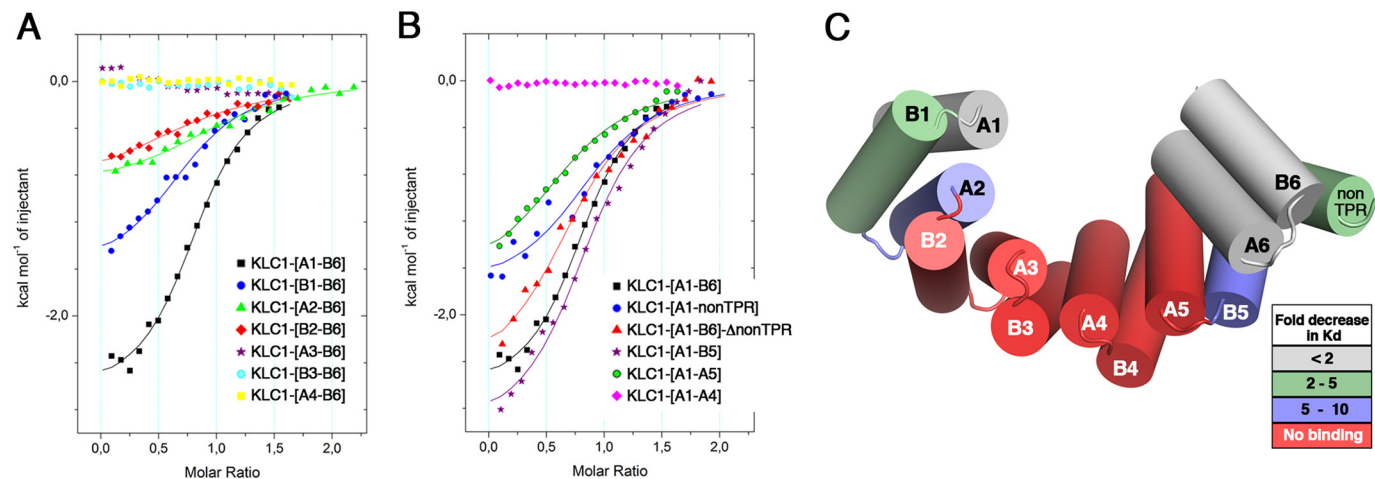 A
0,0
-2,0
kcal mol-1 of injectant
KLC1-[A1-B6]
KLC1-[B1-B6]
KLC1-[A2-B6]
KLC1-[B2-B6]
KLC1-[A3-B6]
KLC1-[B3-B6]
KLC1-[A4-B6]
0,0 0,5 1,0 1,5 2,0
Molar Ratio
B
0,0
-2,0
kcal mol-1 of injectant
KLC1-[A1-B6]
KLC1-[A1-nonTPR]
KLC1-[A1-B6]-ΔnonTPR
KLC1-[A1-B5]
KLC1-[A1-A5]
KLC1-[A1-A4]
0,0 0,5 1,0 1,5 2,0
Molar Ratio
C
B1
A1
A2
B2
A3
B3
A4
B4
A5
B5
A6
B6
non
TPR
Fold decrease
in Kd
< 2
2 - 5
5 - 10
No binding